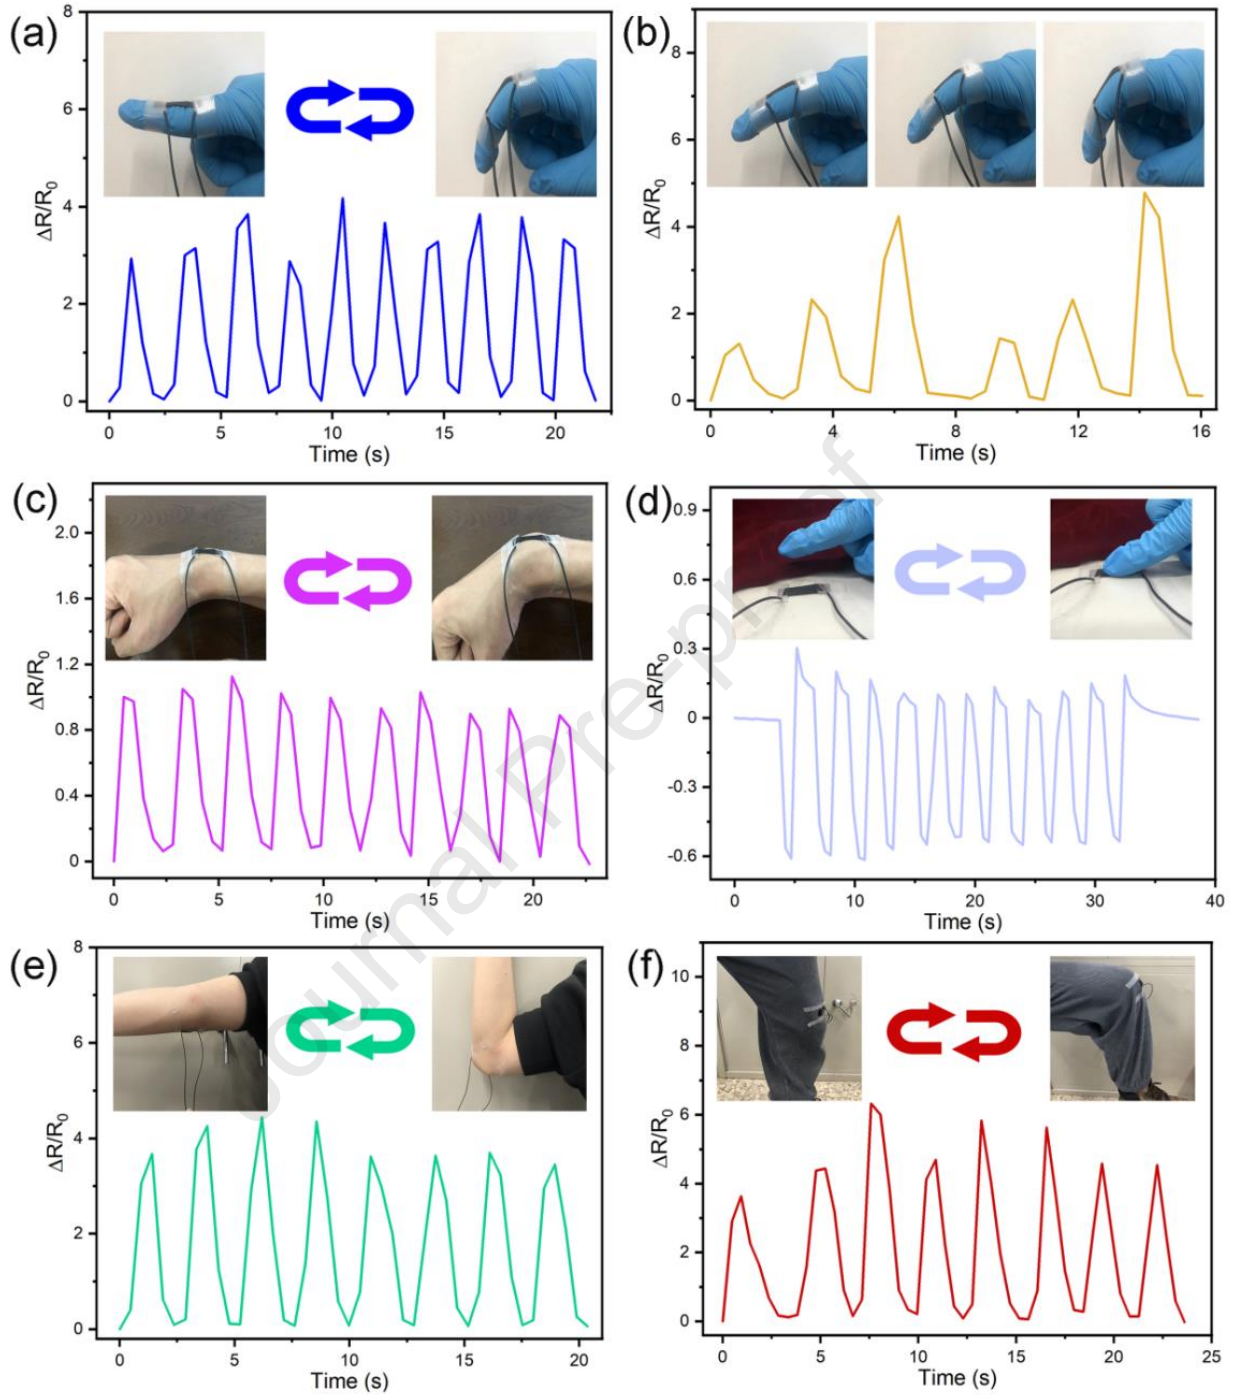 (a)
8
6
4
2
0
ΔR/R0
0 5 10 15 20
Time (s)
(b)
8
6
4
2
0
ΔR/R0
0 4 8 12 16
Time (s)
(c)
2.0
1.6
1.2
0.8
0.4
0
ΔR/R0
0 5 10 15 20
Time (s)
(d)
0.9
0.6
0.3
0
-0.3
-0.6
ΔR/R0
0 10 20 30 40
Time (s)
(e)
8
6
4
2
0
ΔR/R0
0 5 10 15 20
Time (s)
(f)
10
8
6
4
2
0
ΔR/R0
0 5 10 15 20 25
Time (s)
Journal Pre-proof